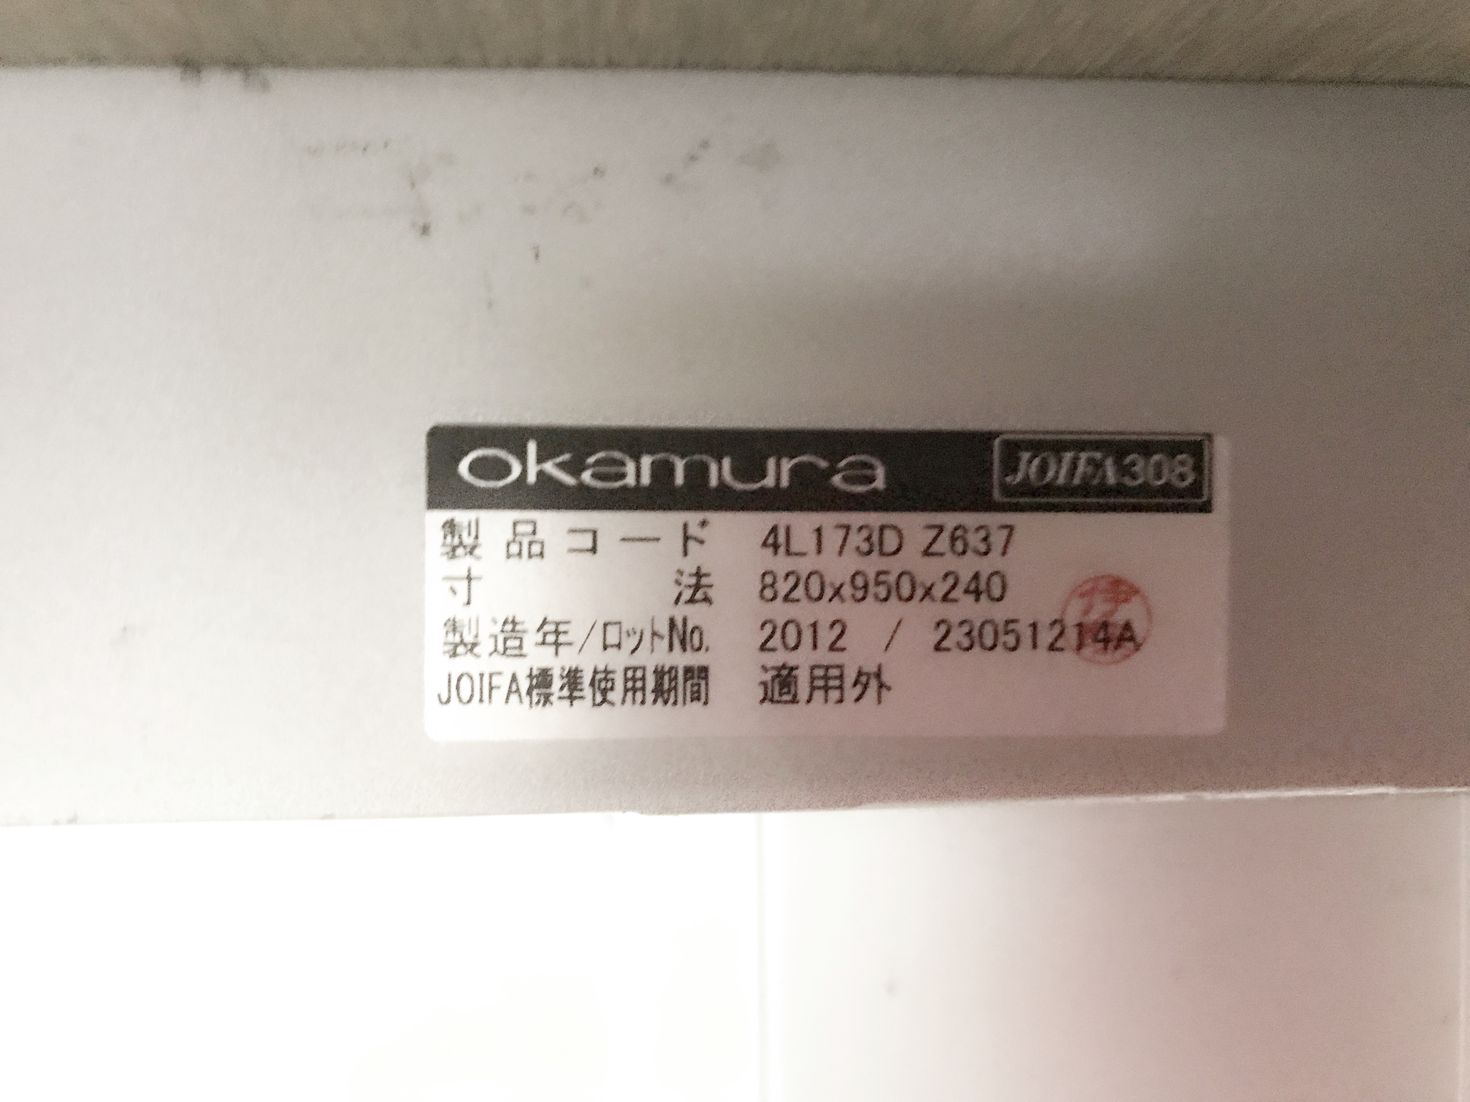 okamura JOIFA308
製品コード 4L173D Z637
寸法 820x950x240
製造年/ロットNo. 2012 / 23051214A
JOIFA標準使用期間 適用外